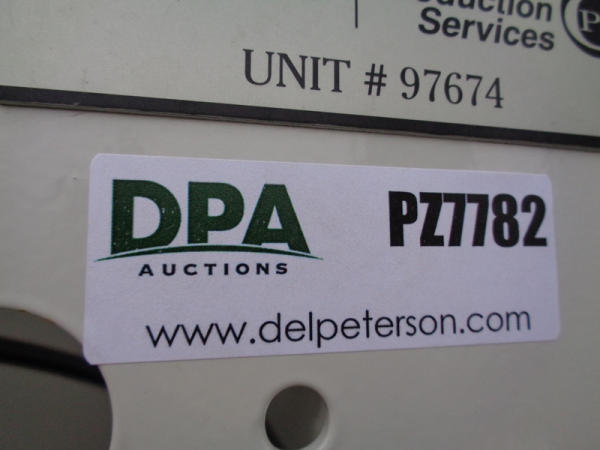 Services
UNIT # 97674
DPA
AUCTIONS
PZ7782
www.delpeterson.com